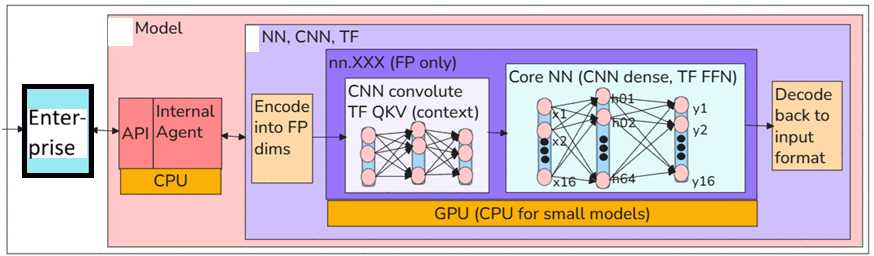 Model
NN, CNN, TF
nn.XXX (FP only)
Enter-
prise
API
Internal
Agent
CPU
Encode
into FP
dims
CNN convolute
TF QKV (context)
Core NN (CNN dense, TF FFN)
x1
x2
x16
h01
h02
h64
y1
y2
y16
Decode
back to
input
format
GPU (CPU for small models)